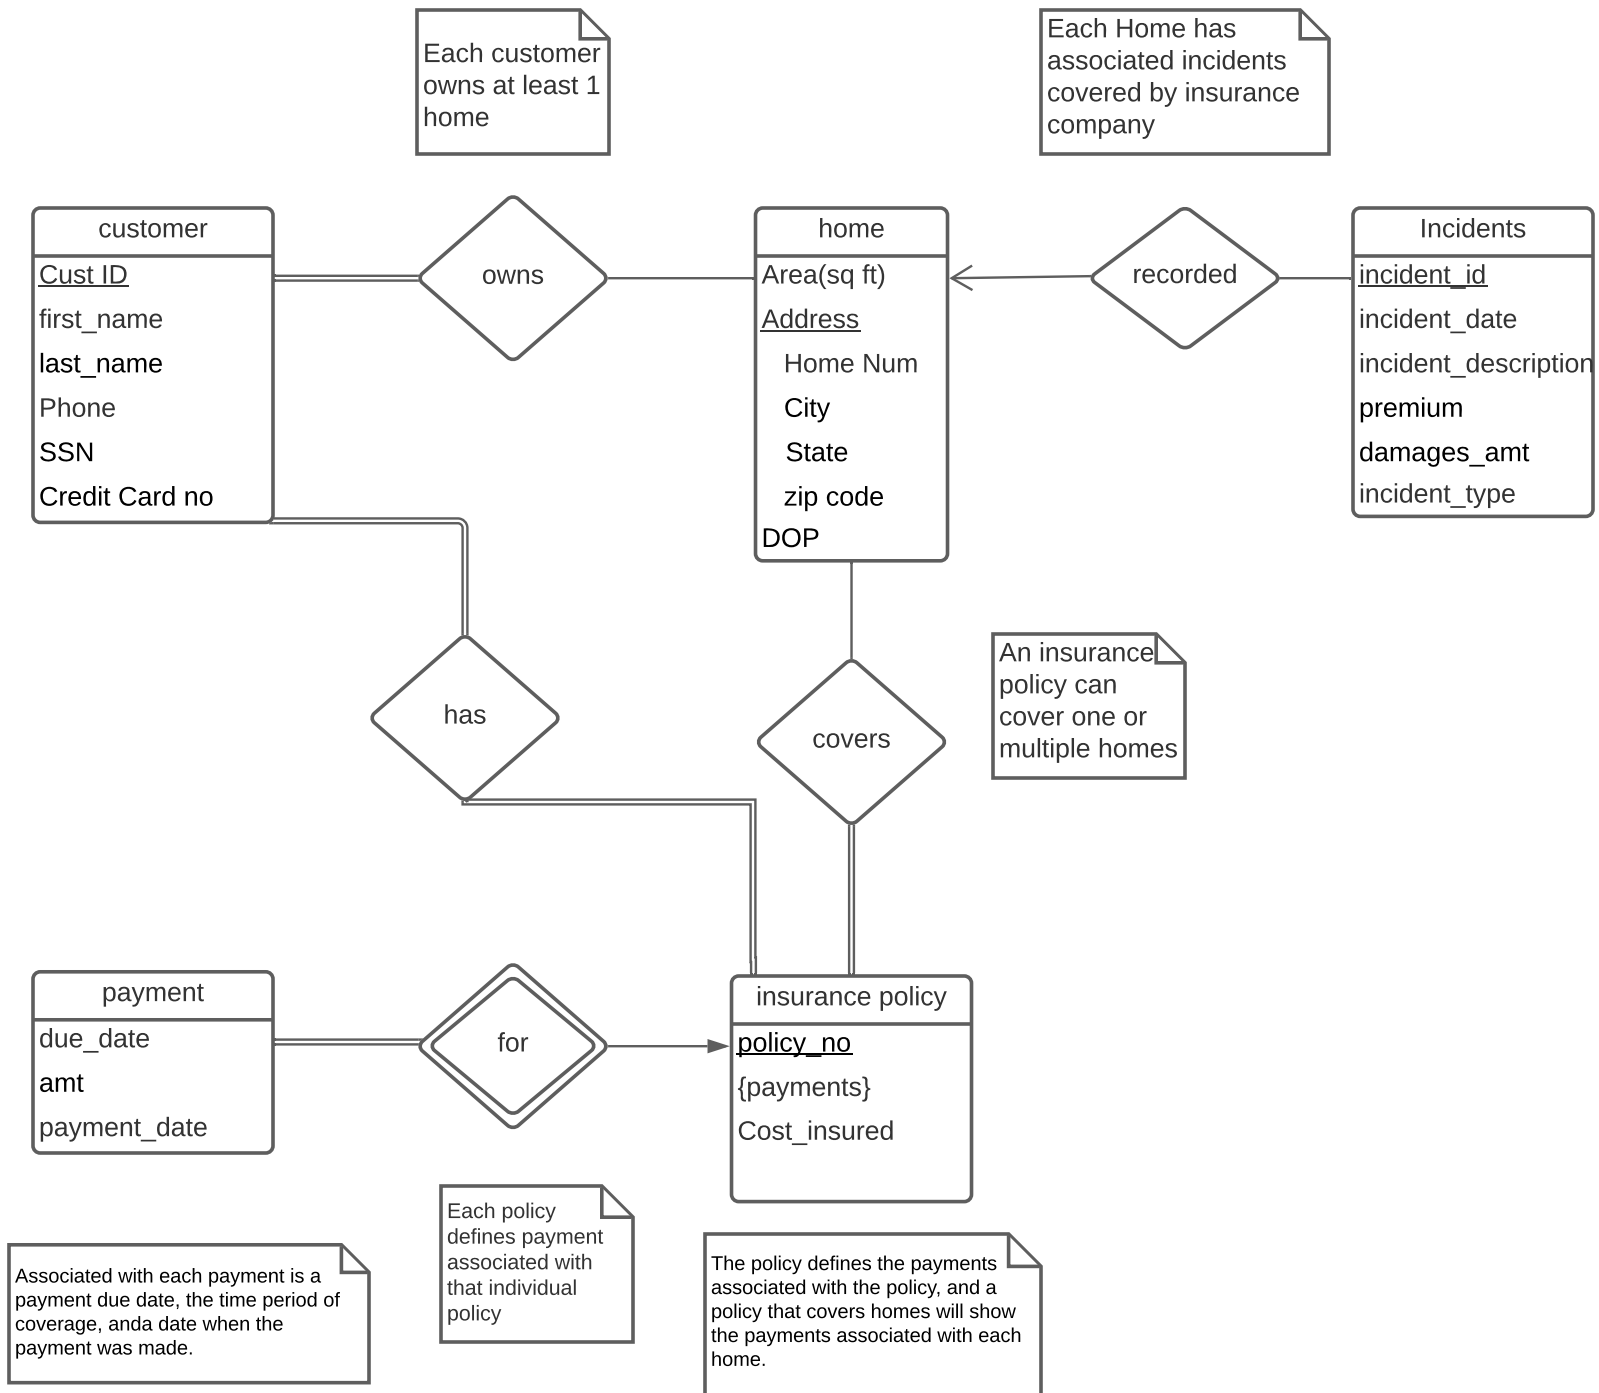 Each customer
owns at least 1
home
Each Home has
associated incidents
covered by insurance
company
customer
Cust ID
first_name
last_name
Phone
SSN
Credit Card no
owns
home
Area(sq ft)
Address
Home Num
City
State
zip code
DOP
recorded
Incidents
incident_id
incident_date
incident_description
premium
damages_amt
incident_type
has
covers
An insurance
policy can
cover one or
multiple homes
payment
due_date
amt
payment_date
for
insurance policy
policy_no
{payments}
Cost_insured
Associated with each payment is a
payment due date, the time period of
coverage, anda date when the
payment was made.
Each policy
defines payment
associated with
that individual
policy
The policy defines the payments
associated with the policy, and a
policy that covers homes will show
the payments associated with each
home.